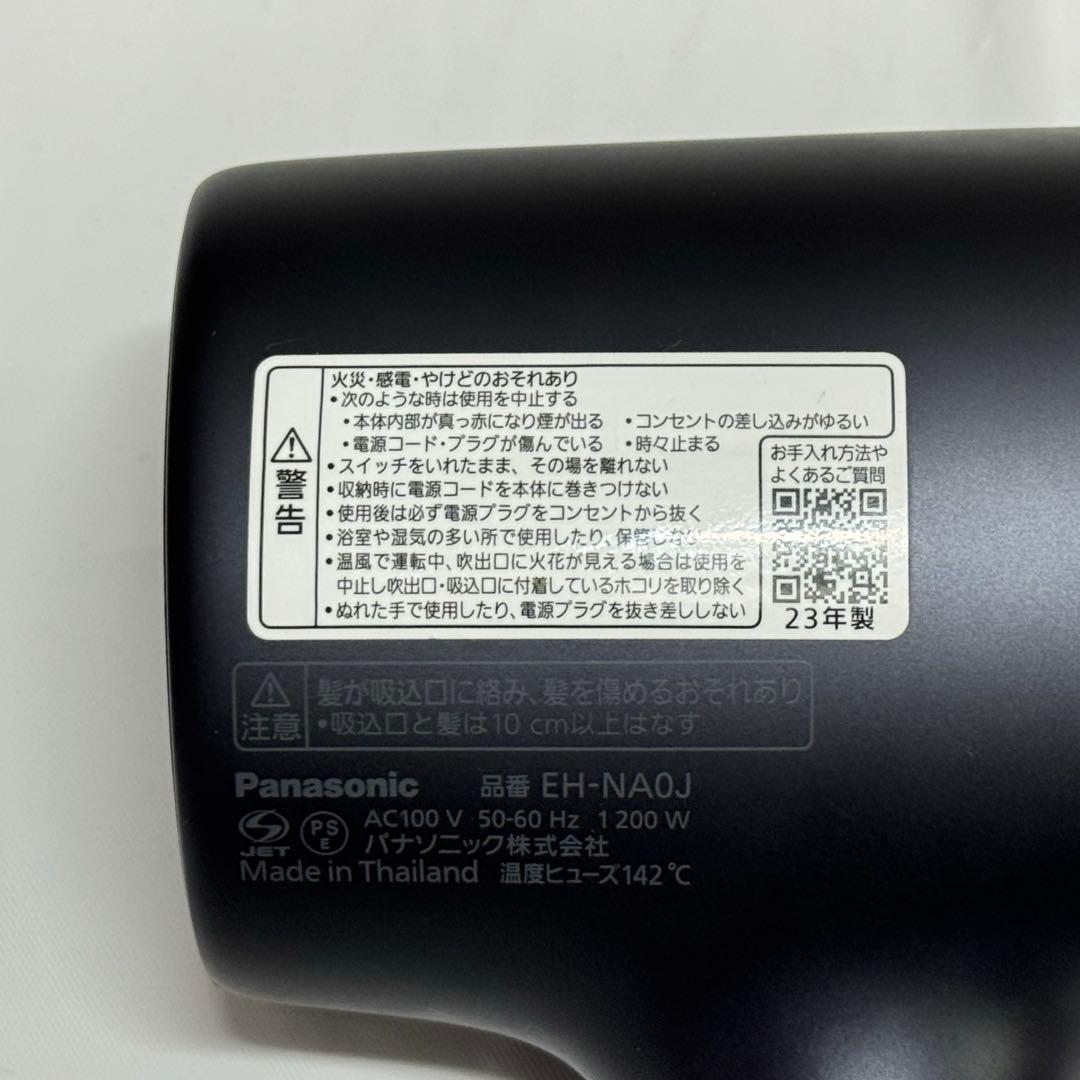 警告
火災・感電・やけどのおそれあり
•次のような時は使用を中止する
•本体内部が真っ赤になり煙が出る •コンセントの差し込みがゆるい
•電源コード・プラグが傷んでいる •時々止まる
•スイッチをいれたまま、その場を離れない
•収納時に電源コードを本体に巻きつけない
•使用後は必ず電源プラグをコンセントから抜く
•浴室や湿気の多い所で使用したり、保管しない
•温風で運転中、吹出口に火花が見える場合は使用を
中止し吹出口・吸込口に付着しているホコリを取り除く
•ぬれた手で使用したり、電源プラグを抜き差ししない
お手入れ方法や
よくあるご質問
23年製
注意
髪が吸込口に絡み、髪を傷めるおそれあり
•吸込口と髪は10 cm以上はなす
Panasonic 品番 EH-NA0J
JET PSE AC100 V 50-60 Hz 1 200 W
パナソニック株式会社
Made in Thailand 温度ヒューズ142℃